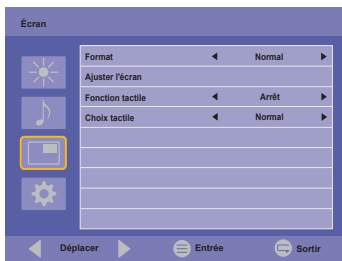 Écran
Format Normal
Ajuster l'écran
Fonction tactile Arrêt
Choix tactile Normal
Déplacer Entrée Sortir